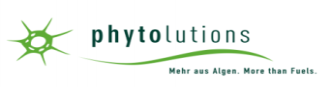 phytolutions
Mehr aus Algen. More than Fuels.